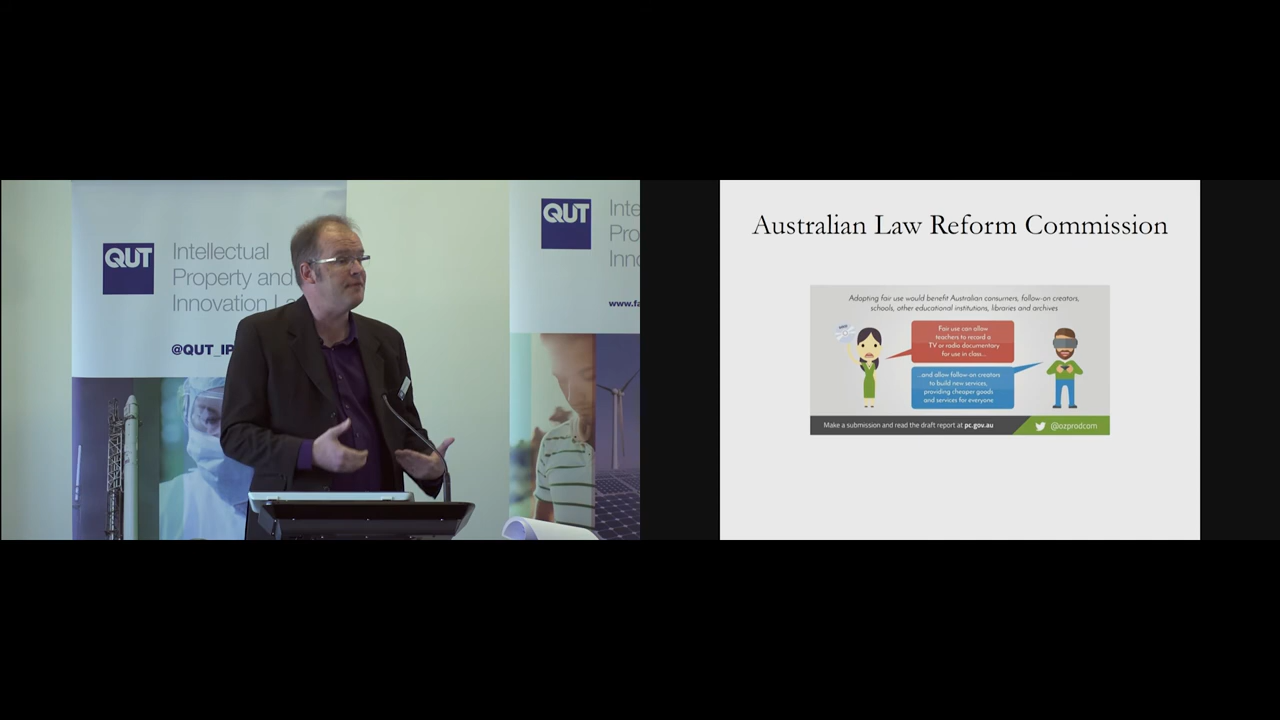 QUT
Intellectual
Property and
Innovation La
@QUT_IP
QUT
Inte
Pro
Inno
www.fa
Australian Law Reform Commission
Adapting fair use would benefit Australian consumers, follow-on creators,
schools, other educational institutions, libraries and archives
Fair use can allow
teachers to record a
TV or radio documentary
for use in class...
...and allow follow-on creators
to build new services,
providing cheaper goods
and services for everyone
Make a submission and read the draft report at pc.gov.au
@ozprodcom